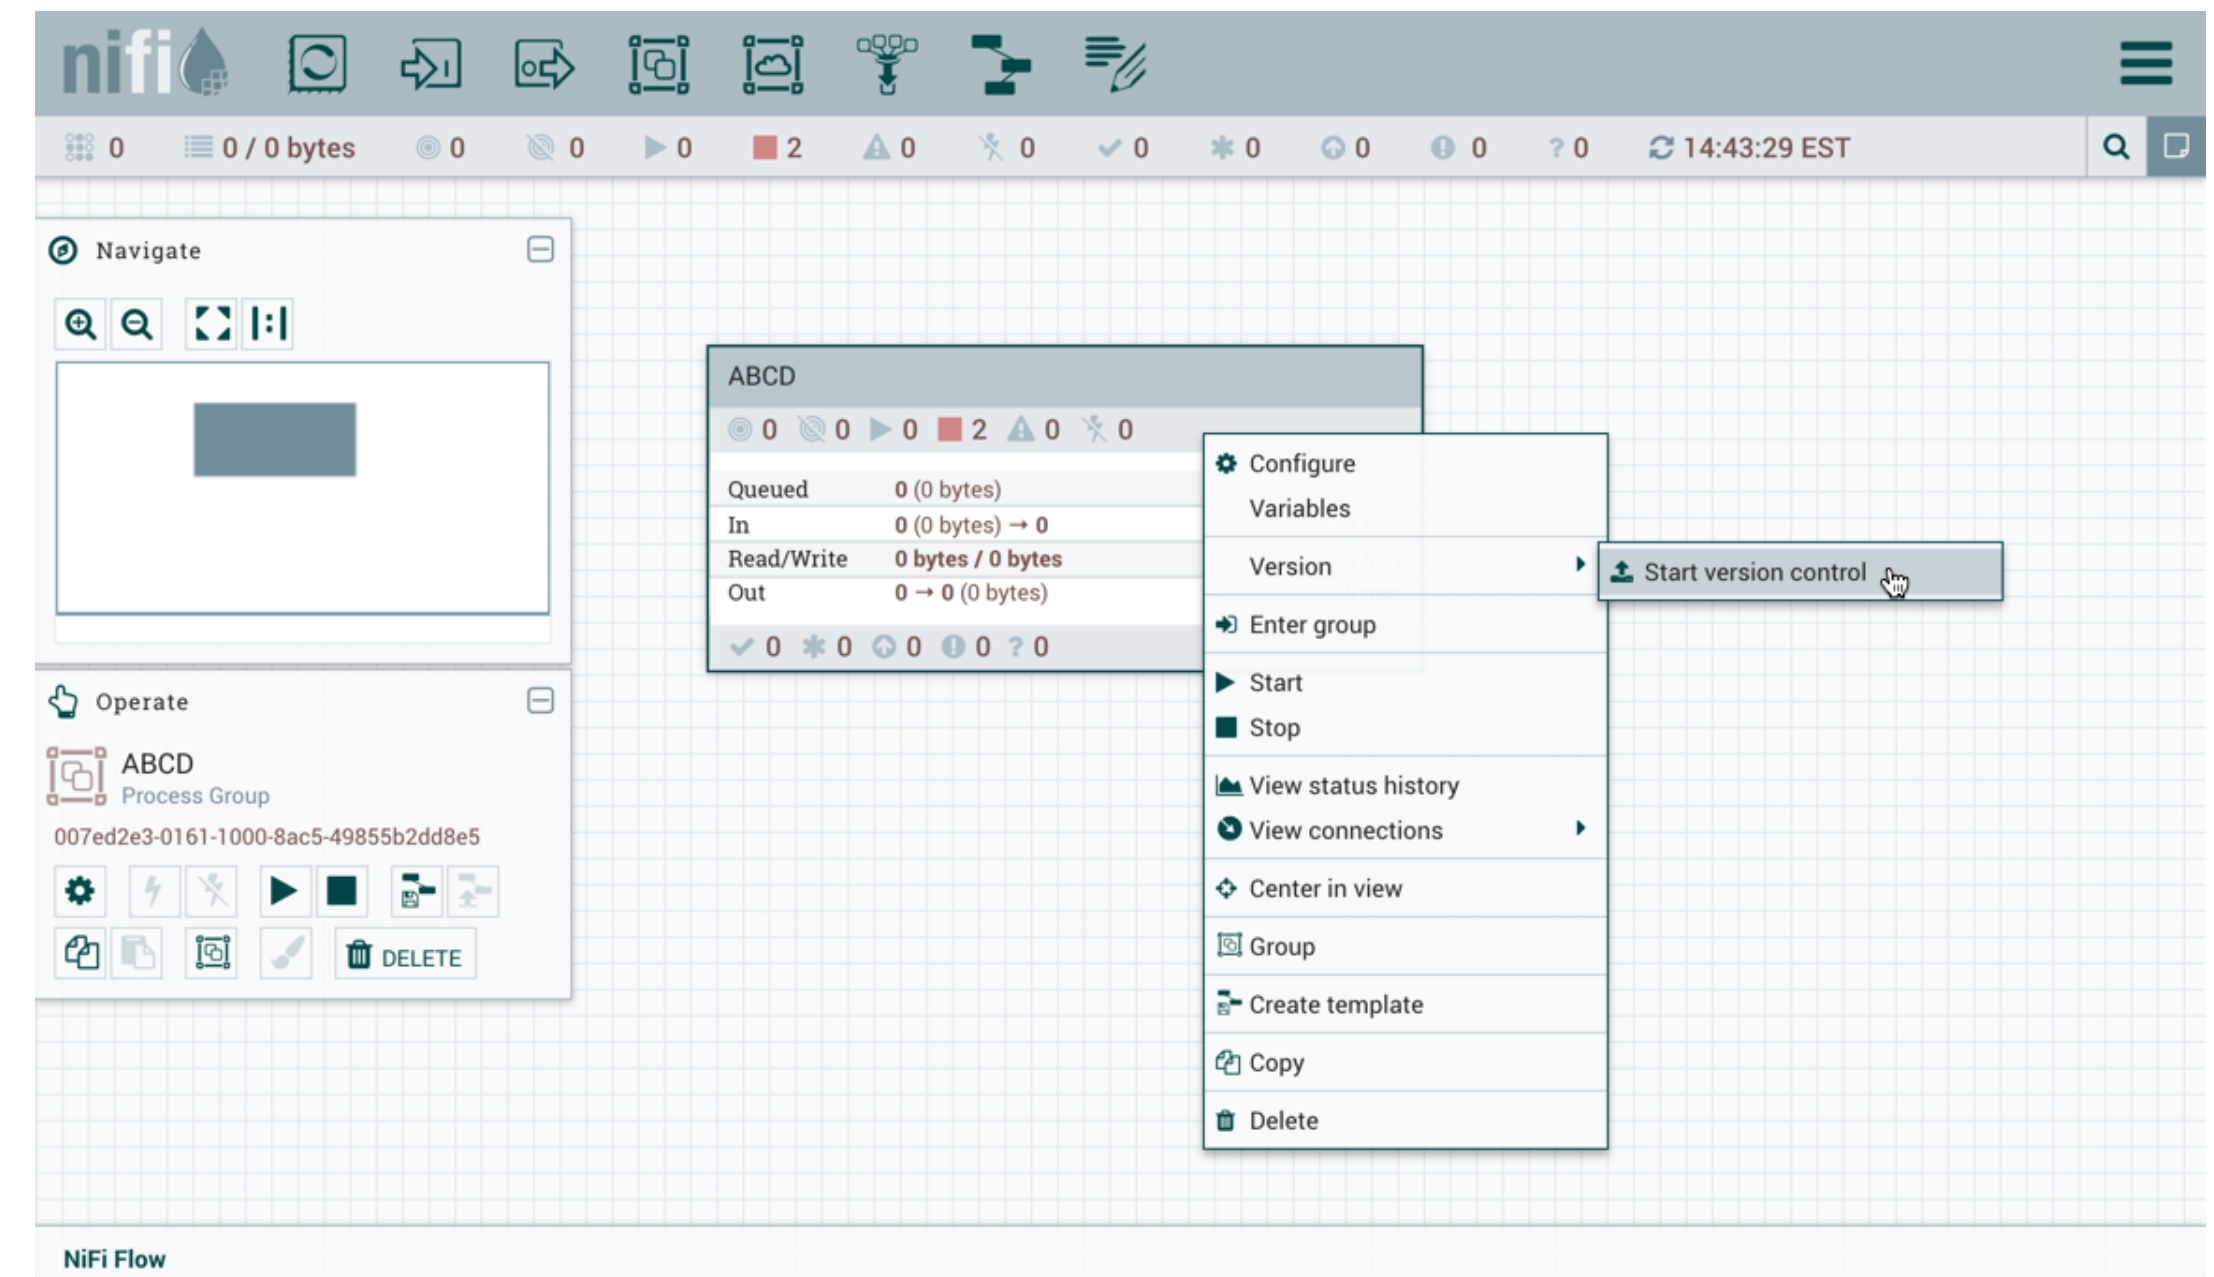 nifi
0 0 / 0 bytes 0 0 0 2 0 0 0 0 0 0 ? 0 14:43:29 EST
Navigate
ABCD
0 0 0 2 0 0
Queued 0 (0 bytes)
In 0 (0 bytes) → 0
Read/Write 0 bytes / 0 bytes
Out 0 → 0 (0 bytes)
0 0 0 0 ? 0
Configure
Variables
Version
Start version control
Enter group
Start
Stop
View status history
View connections
Center in view
Group
Create template
Copy
Delete
Operate
ABCD
Process Group
007ed2e3-0161-1000-8ac5-49855b2dd8e5
DELETE
NiFi Flow